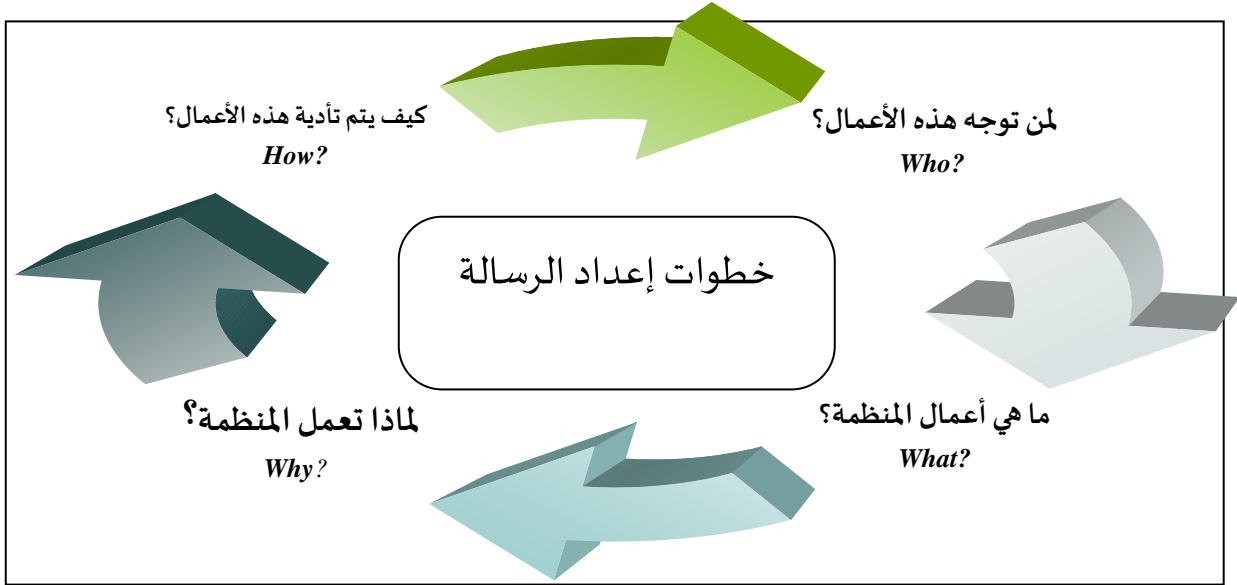 لمن توجه هذه الأعمال؟
Who?
كيف يتم تأدية هذه الأعمال؟
How?
خطوات إعداد الرسالة
ما هي أعمال المنظمة؟
What?
لماذا تعمل المنظمة؟
Why?